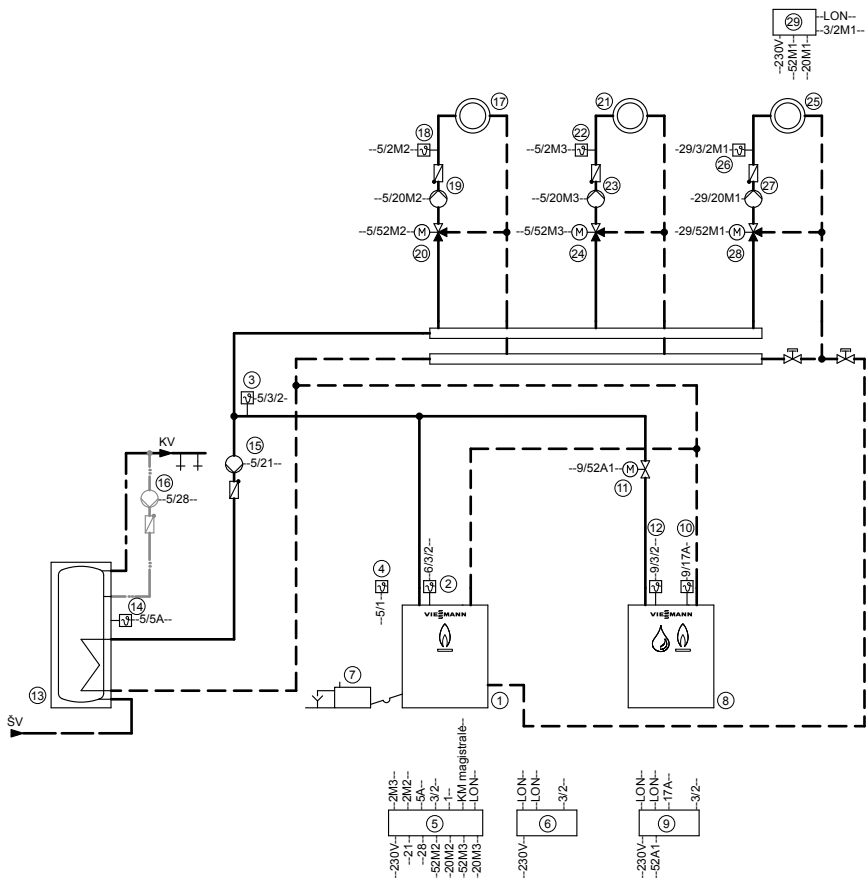 29
--LON--
--3/2M1--
--230V--
--52M1--
--20M1--
17
21
25
18
22
--5/2M2--
--5/2M3--
-29/3/2M1-
26
19
23
27
--5/20M2--
--5/20M3--
-29/20M1-
--5/52M2--
M
--5/52M3--
M
-29/52M1-
M
20
24
28
3
-5/3/2-
KV
15
--5/21--
16
--5/28--
--9/52A1--
M
11
4
--5/1--
2
--6/3/2--
12
--9/3/2--
10
--9/17A-
14
--5/5A--
VIESMANN
VIESMANN
7
13
1
8
ŠV
--2M3--
--2M2--
--5A--
--3/2--
--1--
--KM magistralė--
--LON--
5
--230V--
--21--
--28--
--52M2--
--20M2--
--52M3--
--20M3--
--LON--
--LON--
--3/2--
6
--230V--
--LON--
--LON--
--17A--
--3/2--
9
--230V--
--52A1--